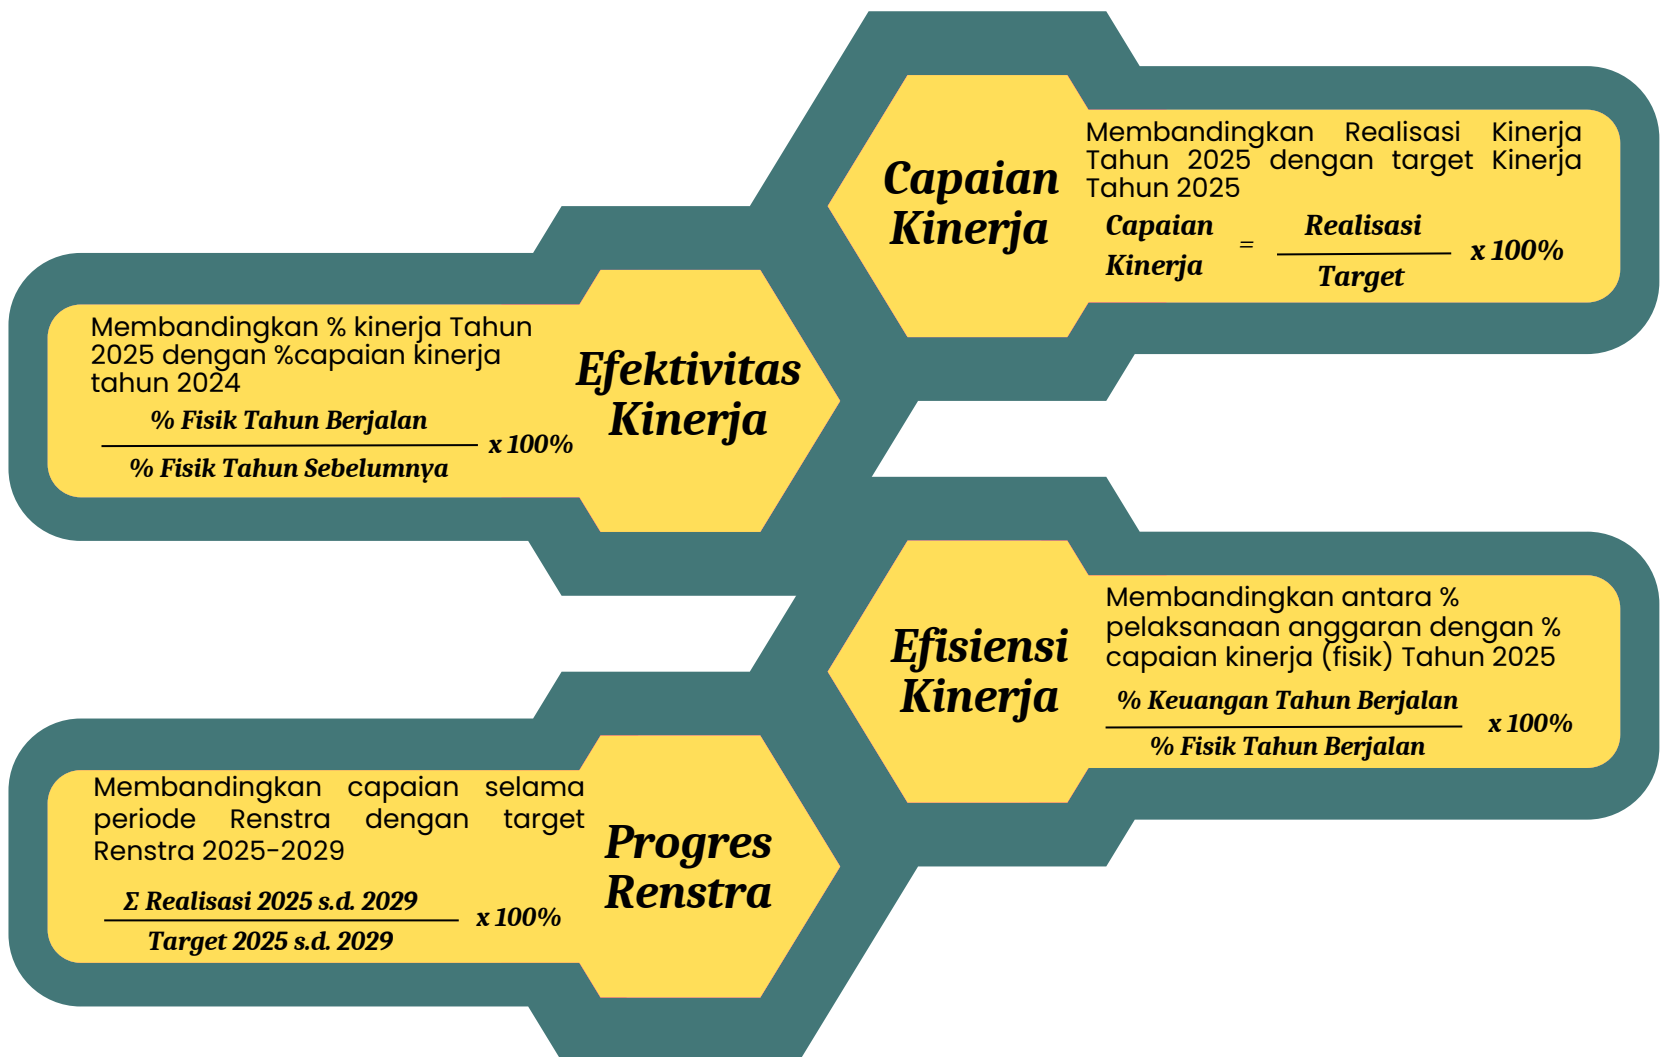 Capaian
Kinerja
Membandingkan Realisasi Kinerja
Tahun 2025 dengan target Kinerja
Tahun 2025
Capaian
Kinerja
=
Realisasi
Target
x 100%
Membandingkan % kinerja Tahun
2025 dengan %capaian kinerja
tahun 2024
% Fisik Tahun Berjalan
% Fisik Tahun Sebelumnya
x 100%
Efektivitas
Kinerja
Efisiensi
Kinerja
Membandingkan antara %
pelaksanaan anggaran dengan %
capaian kinerja (fisik) Tahun 2025
% Keuangan Tahun Berjalan
% Fisik Tahun Berjalan
x 100%
Membandingkan capaian selama
periode Renstra dengan target
Renstra 2025-2029
Σ Realisasi 2025 s.d. 2029
Target 2025 s.d. 2029
x 100%
Progres
Renstra